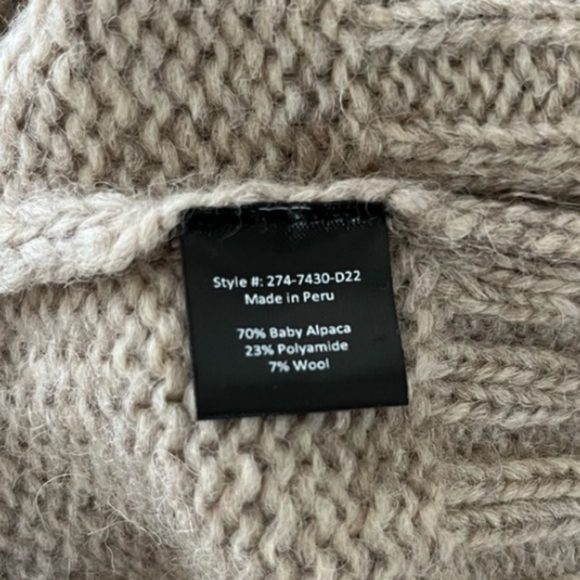 Style #: 274-7430-D22
Made in Peru
70% Baby Alpaca
23% Polyamide
7% Wool